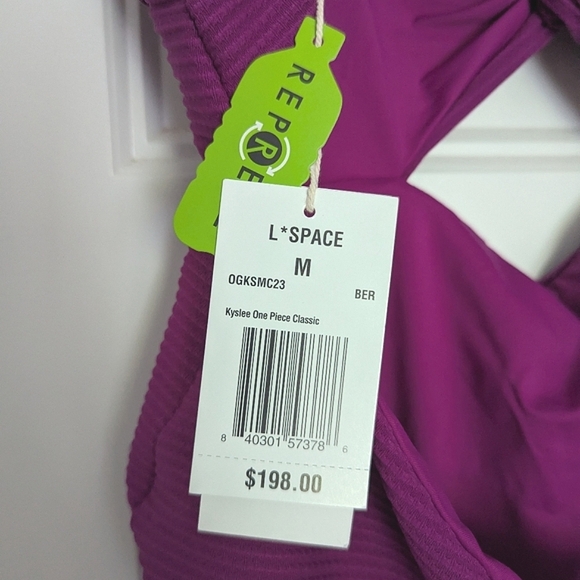 REPRE
L*SPACE
M
OGKSMC23
BER
Kyslee One Piece Classic
8 40301 57378 6
$198.00